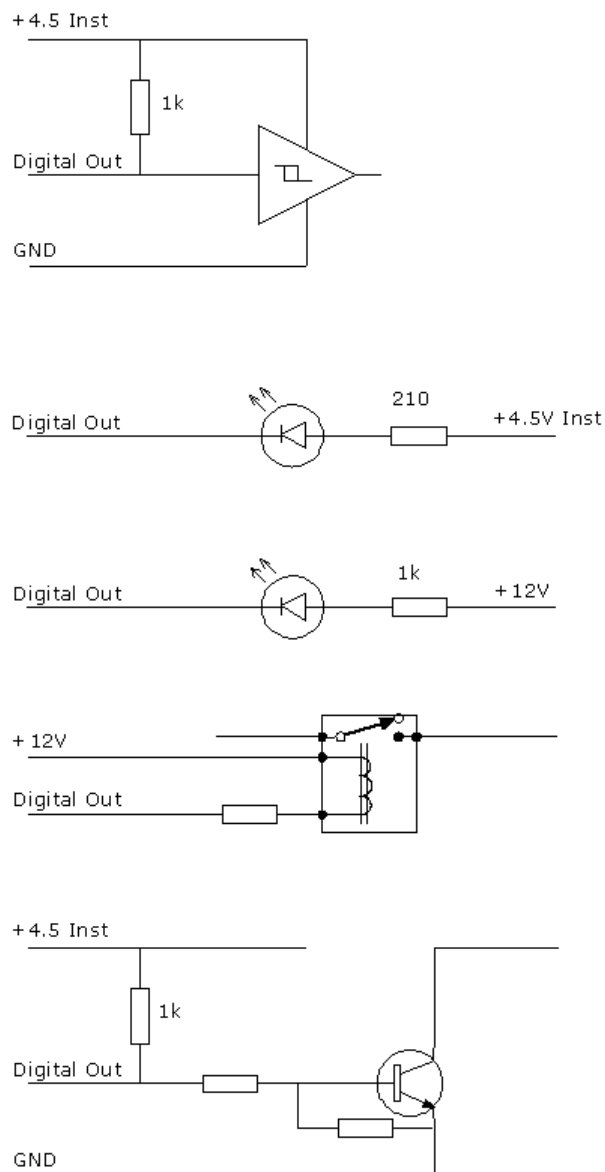 +4.5 Inst
1k
Digital Out
GND
210
Digital Out
+4.5V Inst
1k
Digital Out
+12V
+12V
Digital Out
+4.5 Inst
1k
Digital Out
GND